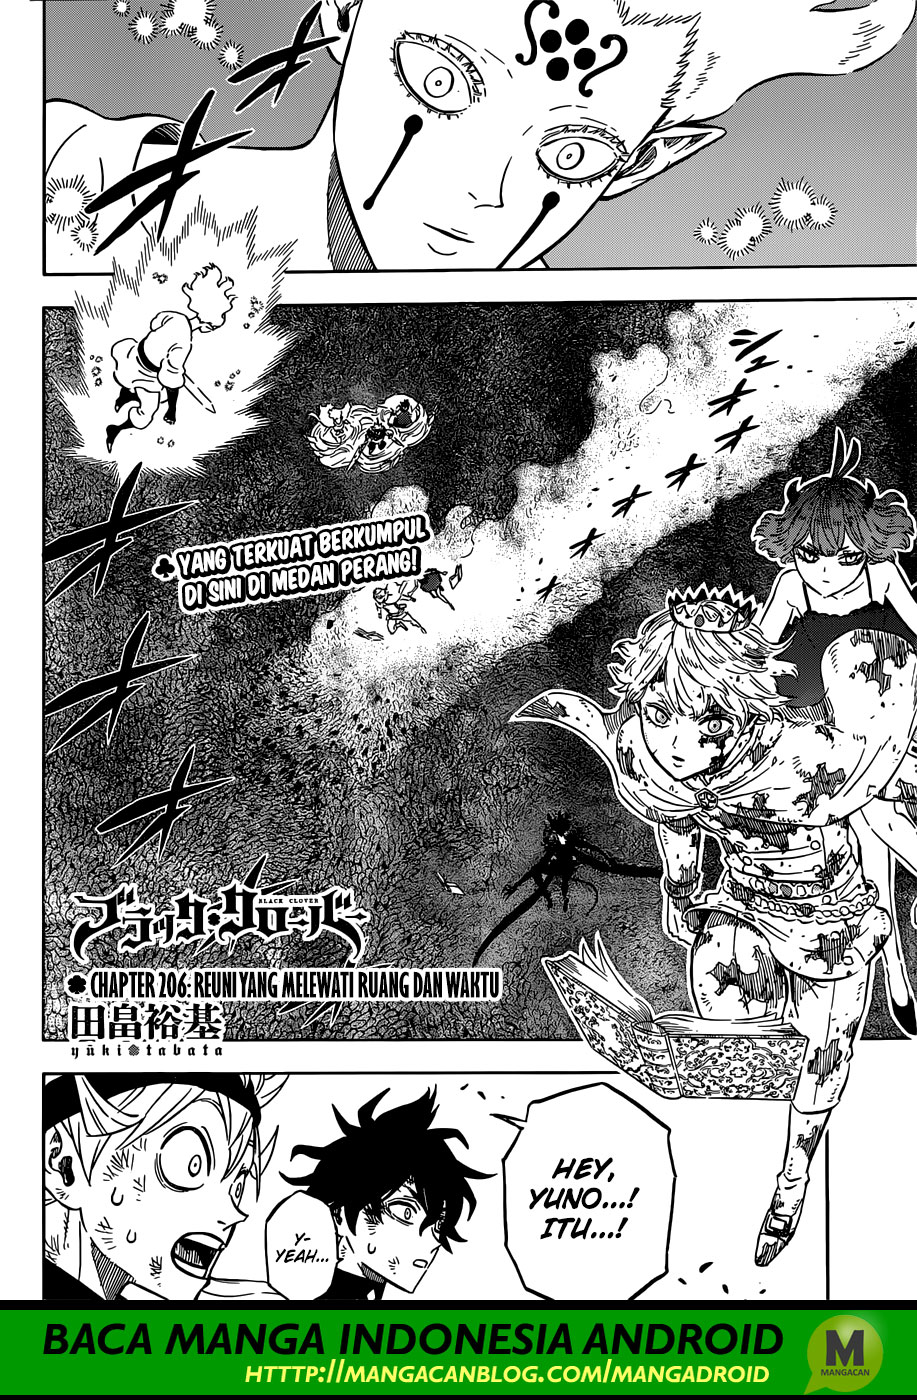 YANG TERKUAT BERKUMPUL
DI SINI DI MEDAN PERANG!
ブラッククローバー
BLACK CLOVER
CHAPTER 206: REUNI YANG MELEWATI RUANG DAN WAKTU
田畠裕基
yūki tabata
HEY,
YUNO...!
ITU...!
Y-
YEAH...
BACA MANGA INDONESIA ANDROID
HTTTP://MANGACANBLOG.COM/MANGADROID
M
MANGACAN